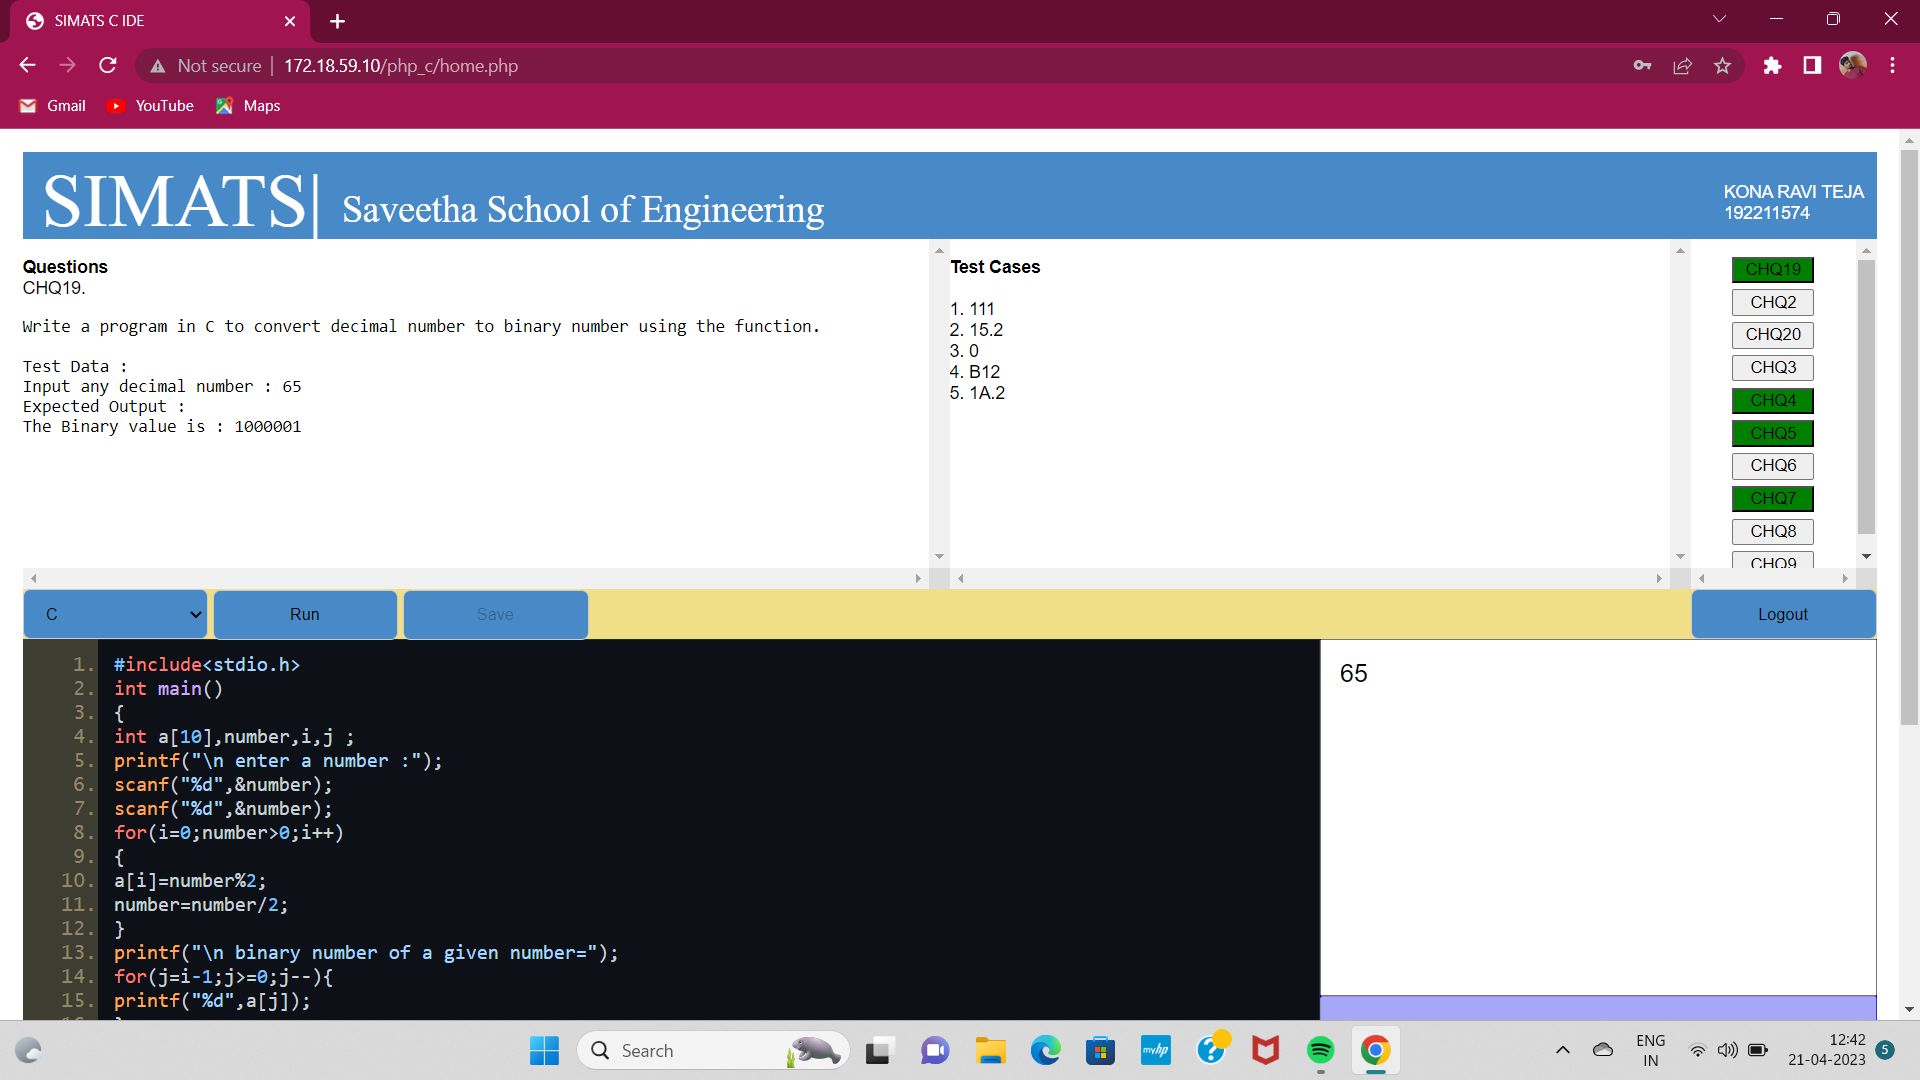 SIMATS C IDE
Not secure | 172.18.59.10/php_c/home.php
Gmail YouTube Maps
SIMATS| Saveetha School of Engineering
KONA RAVI TEJA
192211574
Questions
CHQ19.
Write a program in C to convert decimal number to binary number using the function.
Test Data :
Input any decimal number : 65
Expected Output :
The Binary value is : 1000001
Test Cases
1. 111
2. 15.2
3. 0
4. B12
5. 1A.2
CHQ19
CHQ2
CHQ20
CHQ3
CHQ4
CHQ5
CHQ6
CHQ7
CHQ8
CHQ9
C Run Save Logout
1. #include<stdio.h>
2. int main()
3. {
4. int a[10],number,i,j ;
5. printf("\n enter a number :");
6. scanf("%d",&number);
7. scanf("%d",&number);
8. for(i=0;number>0;i++)
9. {
10. a[i]=number%2;
11. number=number/2;
12. }
13. printf("\n binary number of a given number=");
14. for(j=i-1;j>=0;j--){
15. printf("%d",a[j]);
65
Search
myhp
ENG
IN
12:42
21-04-2023
5